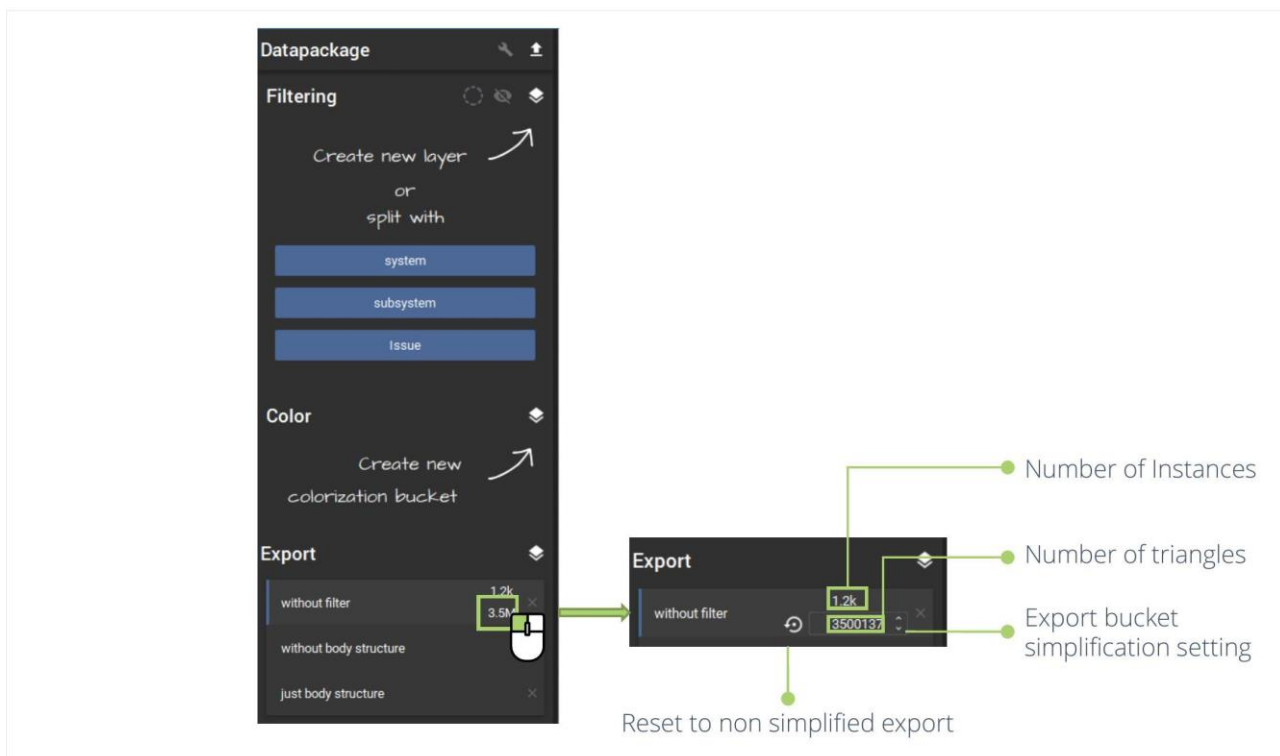 Datapackage
Filtering
Create new layer
or
split with
system
subsystem
Issue
Color
Create new
colorization bucket
Export
without filter
1.2k
3.5M
without body structure
just body structure
Export
without filter
1.2k
3500137
Number of Instances
Number of triangles
Export bucket
simplification setting
Reset to non simplified export